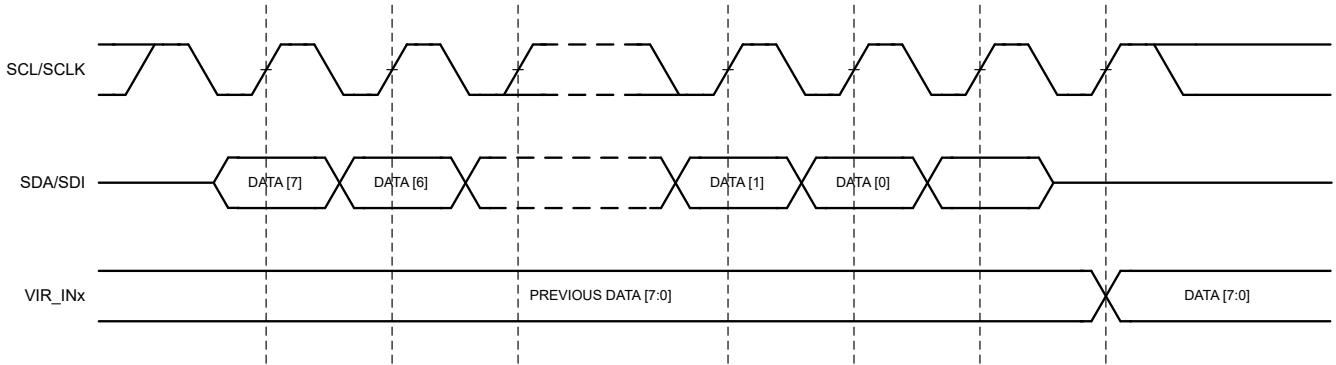 SCL/SCLK
SDA/SDI
DATA [7]
DATA [6]
DATA [1]
DATA [0]
VIR_INx
PREVIOUS DATA [7:0]
DATA [7:0]